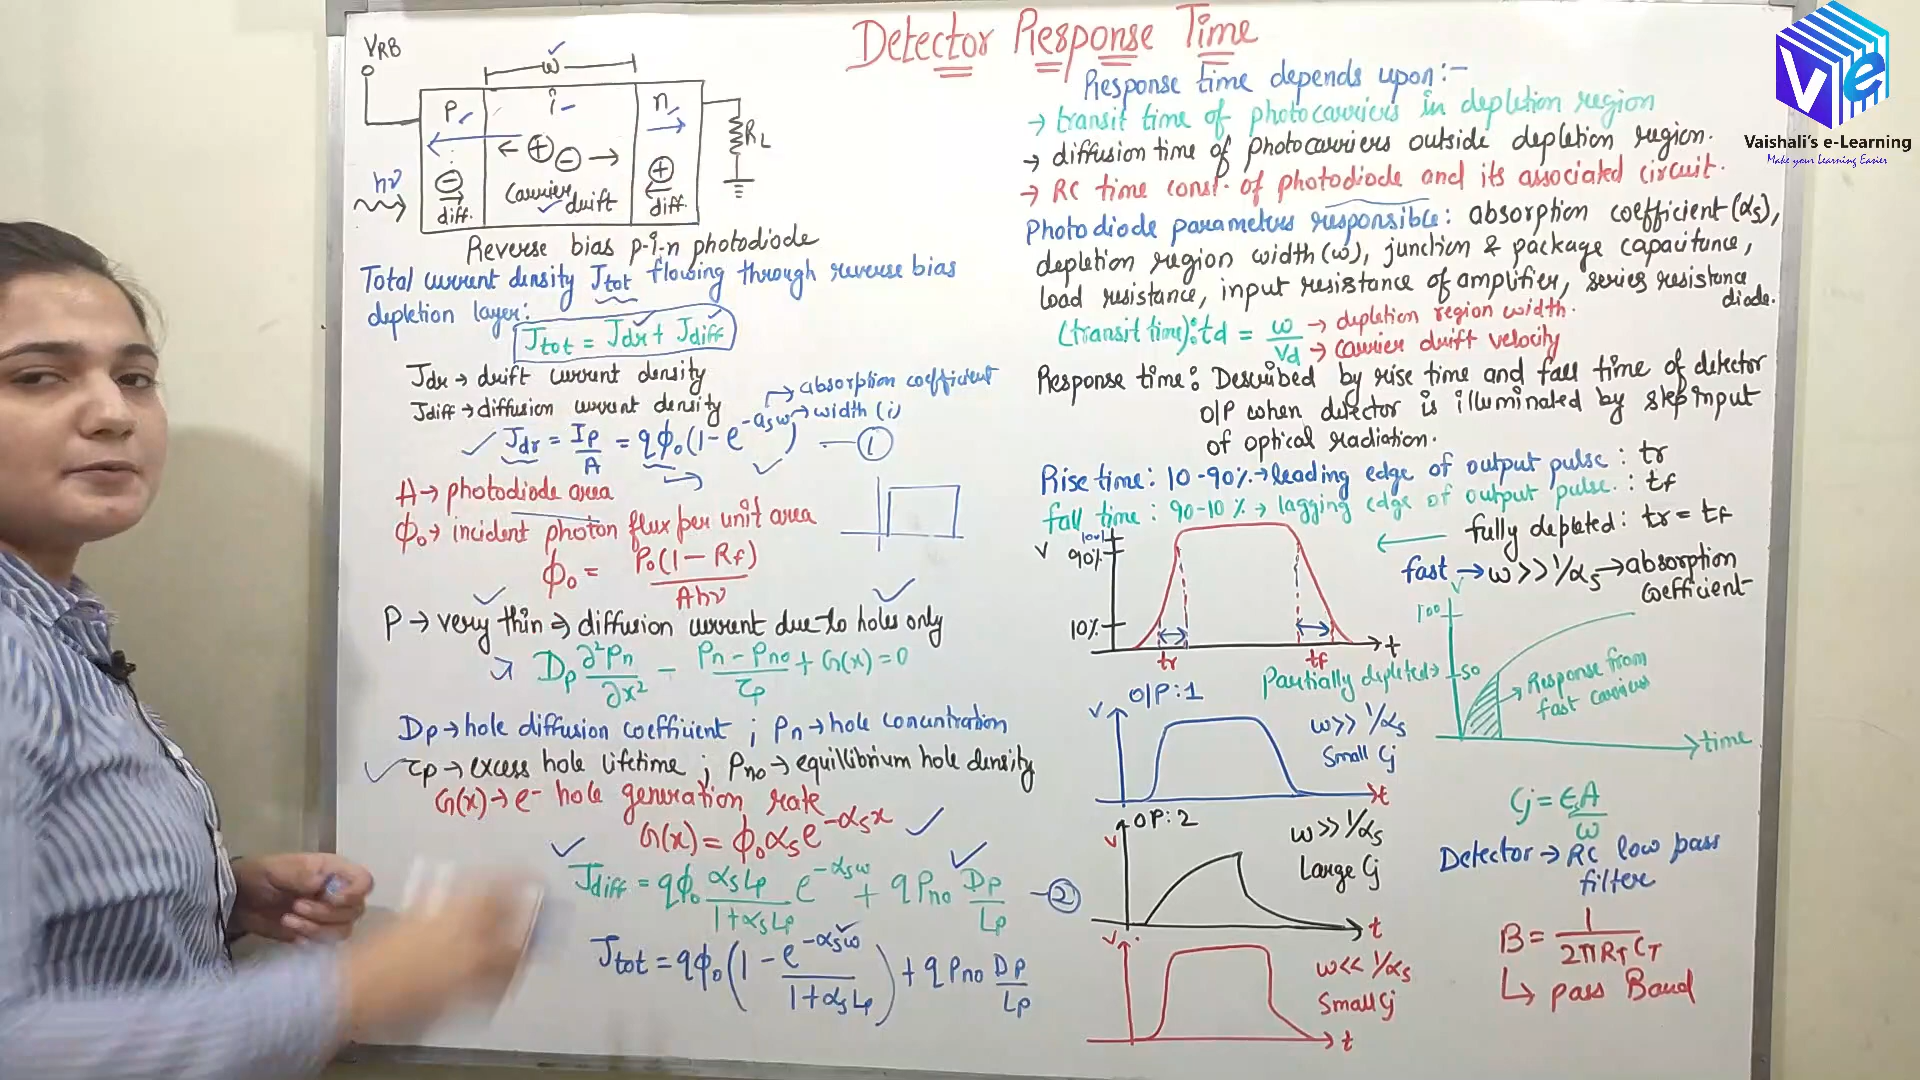 Detector Response Time
VRB
w
p i n
RL
hν
diff. Carrier drift diff.
Reverse bias p-i-n photodiode
Total current density Jtot flowing through reverse bias
depletion layer:
Jtot = Jdr + Jdiff
Jdr → drift current density
Jdiff → diffusion current density
→ absorption coefficient
→ width (i)
Jdr = Ip/A = qΦ₀(1 - e^(-αsw)) — ①
A → photodiode area
Φ₀ → incident photon flux per unit area
Φ₀ = P₀(1 - Rf)/Ahν
P → very thin ⇒ diffusion current due to holes only
Dp ∂²Pn/∂x² - (Pn - Pno)/τp + G(x) = 0
Dp → hole diffusion coefficient ; Pn → hole concentration
τp → excess hole lifetime ; Pno → equilibrium hole density
G(x) → e⁻ hole generation rate
G(x) = Φ₀αs e^(-αsx)
Jdiff = qΦ₀ αsLp/(1+αsLp) e^(-αsw) + qPno Dp/Lp — ②
Jtot = qΦ₀(1 - e^(-αsw)/(1+αsLp)) + qPno Dp/Lp
Response time depends upon :-
→ transit time of photocarriers in depletion region
→ diffusion time of photocarriers outside depletion region.
→ RC time const. of photodiode and its associated circuit.
Photodiode parameters responsible: absorption coefficient (αs),
depletion region width (w), junction & package capacitance,
load resistance, input resistance of amplifier, series resistance
diode.
(transit time): td = w/Vd
→ depletion region width.
→ carrier drift velocity
Response time: Described by rise time and fall time of detector
O/P when detector is illuminated by step input
of optical radiation.
Rise time: 10-90% → leading edge of output pulse : tr
fall time : 90-10% → lagging edge of output pulse. : tf
fully depleted : tr = tf
fast → w >> 1/αs → absorption
coefficient
V
100%
90%
10%
tr tf t
Partially depleted →
V
100
50
→ Response from
fast carriers
time
O/P : 1
V
w >> 1/αs
Small Cj
t
O/P : 2
V
w >> 1/αs
Large Cj
t
V
w << 1/αs
Small Cj
t
Cj = εsA/w
Detector → RC low pass
filter
B = 1/2πRTCT
↳ pass Band
Ve
Vaishali's e-Learning
Make your Learning Easier